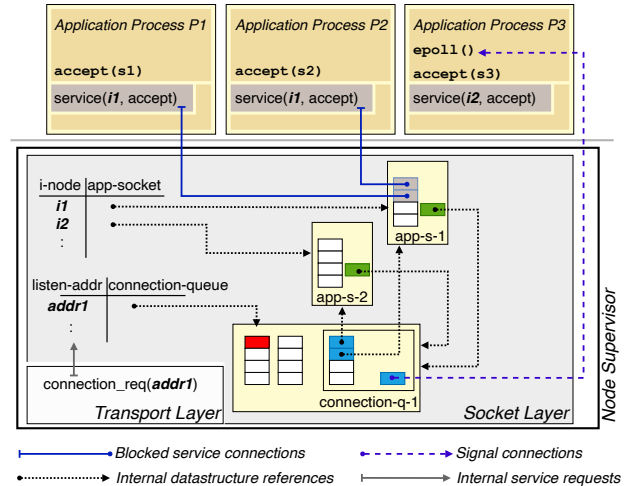 Application Process P1
accept(s1)
service(i1, accept)
Application Process P2
accept(s2)
service(i1, accept)
Application Process P3
epoll()
accept(s3)
service(i2, accept)
i-node app-socket
i1
i2
:
app-s-1
app-s-2
listen-addr connection-queue
addr1
:
connection_req(addr1)
connection-q-1
Transport Layer
Socket Layer
Node Supervisor
Blocked service connections
Signal connections
Internal datastructure references
Internal service requests